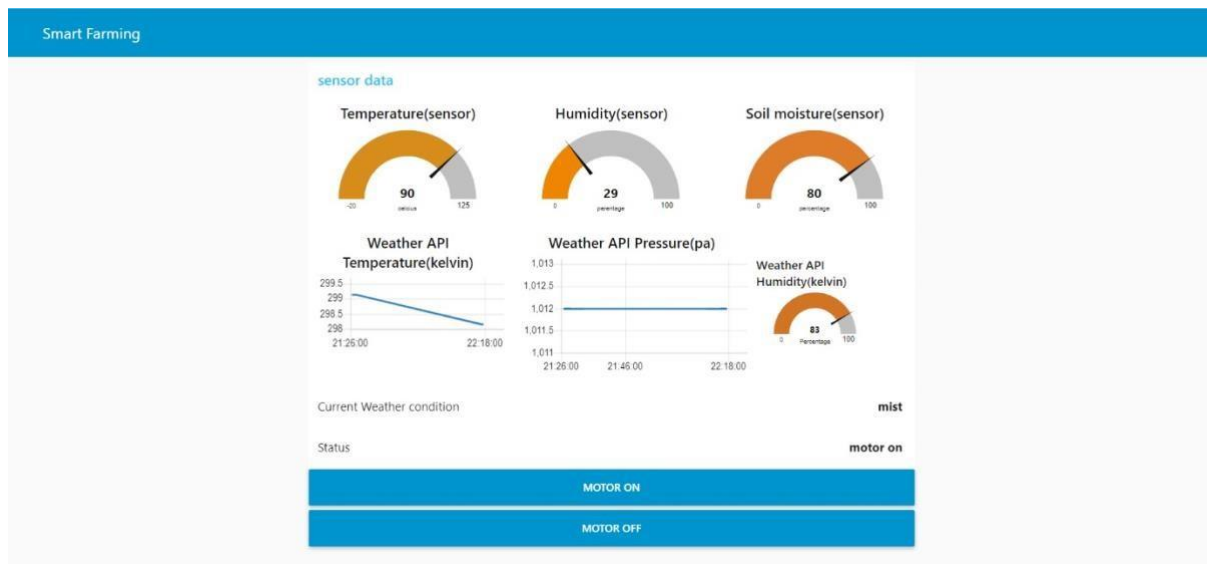 Smart Farming
sensor data
Temperature(sensor)
90
-20
celcius
125
Humidity(sensor)
29
0
perentage
100
Soil moisture(sensor)
80
0
percentage
100
Weather API
Temperature(kelvin)
299.5
299
298.5
298
21:26:00
22:18:00
Weather API Pressure(pa)
1,013
1,012.5
1,012
1,011.5
1,011
21:26:00
21:46:00
22:18:00
Weather API
Humidity(kelvin)
83
0
Percentage
100
Current Weather condition
mist
Status
motor on
MOTOR ON
MOTOR OFF